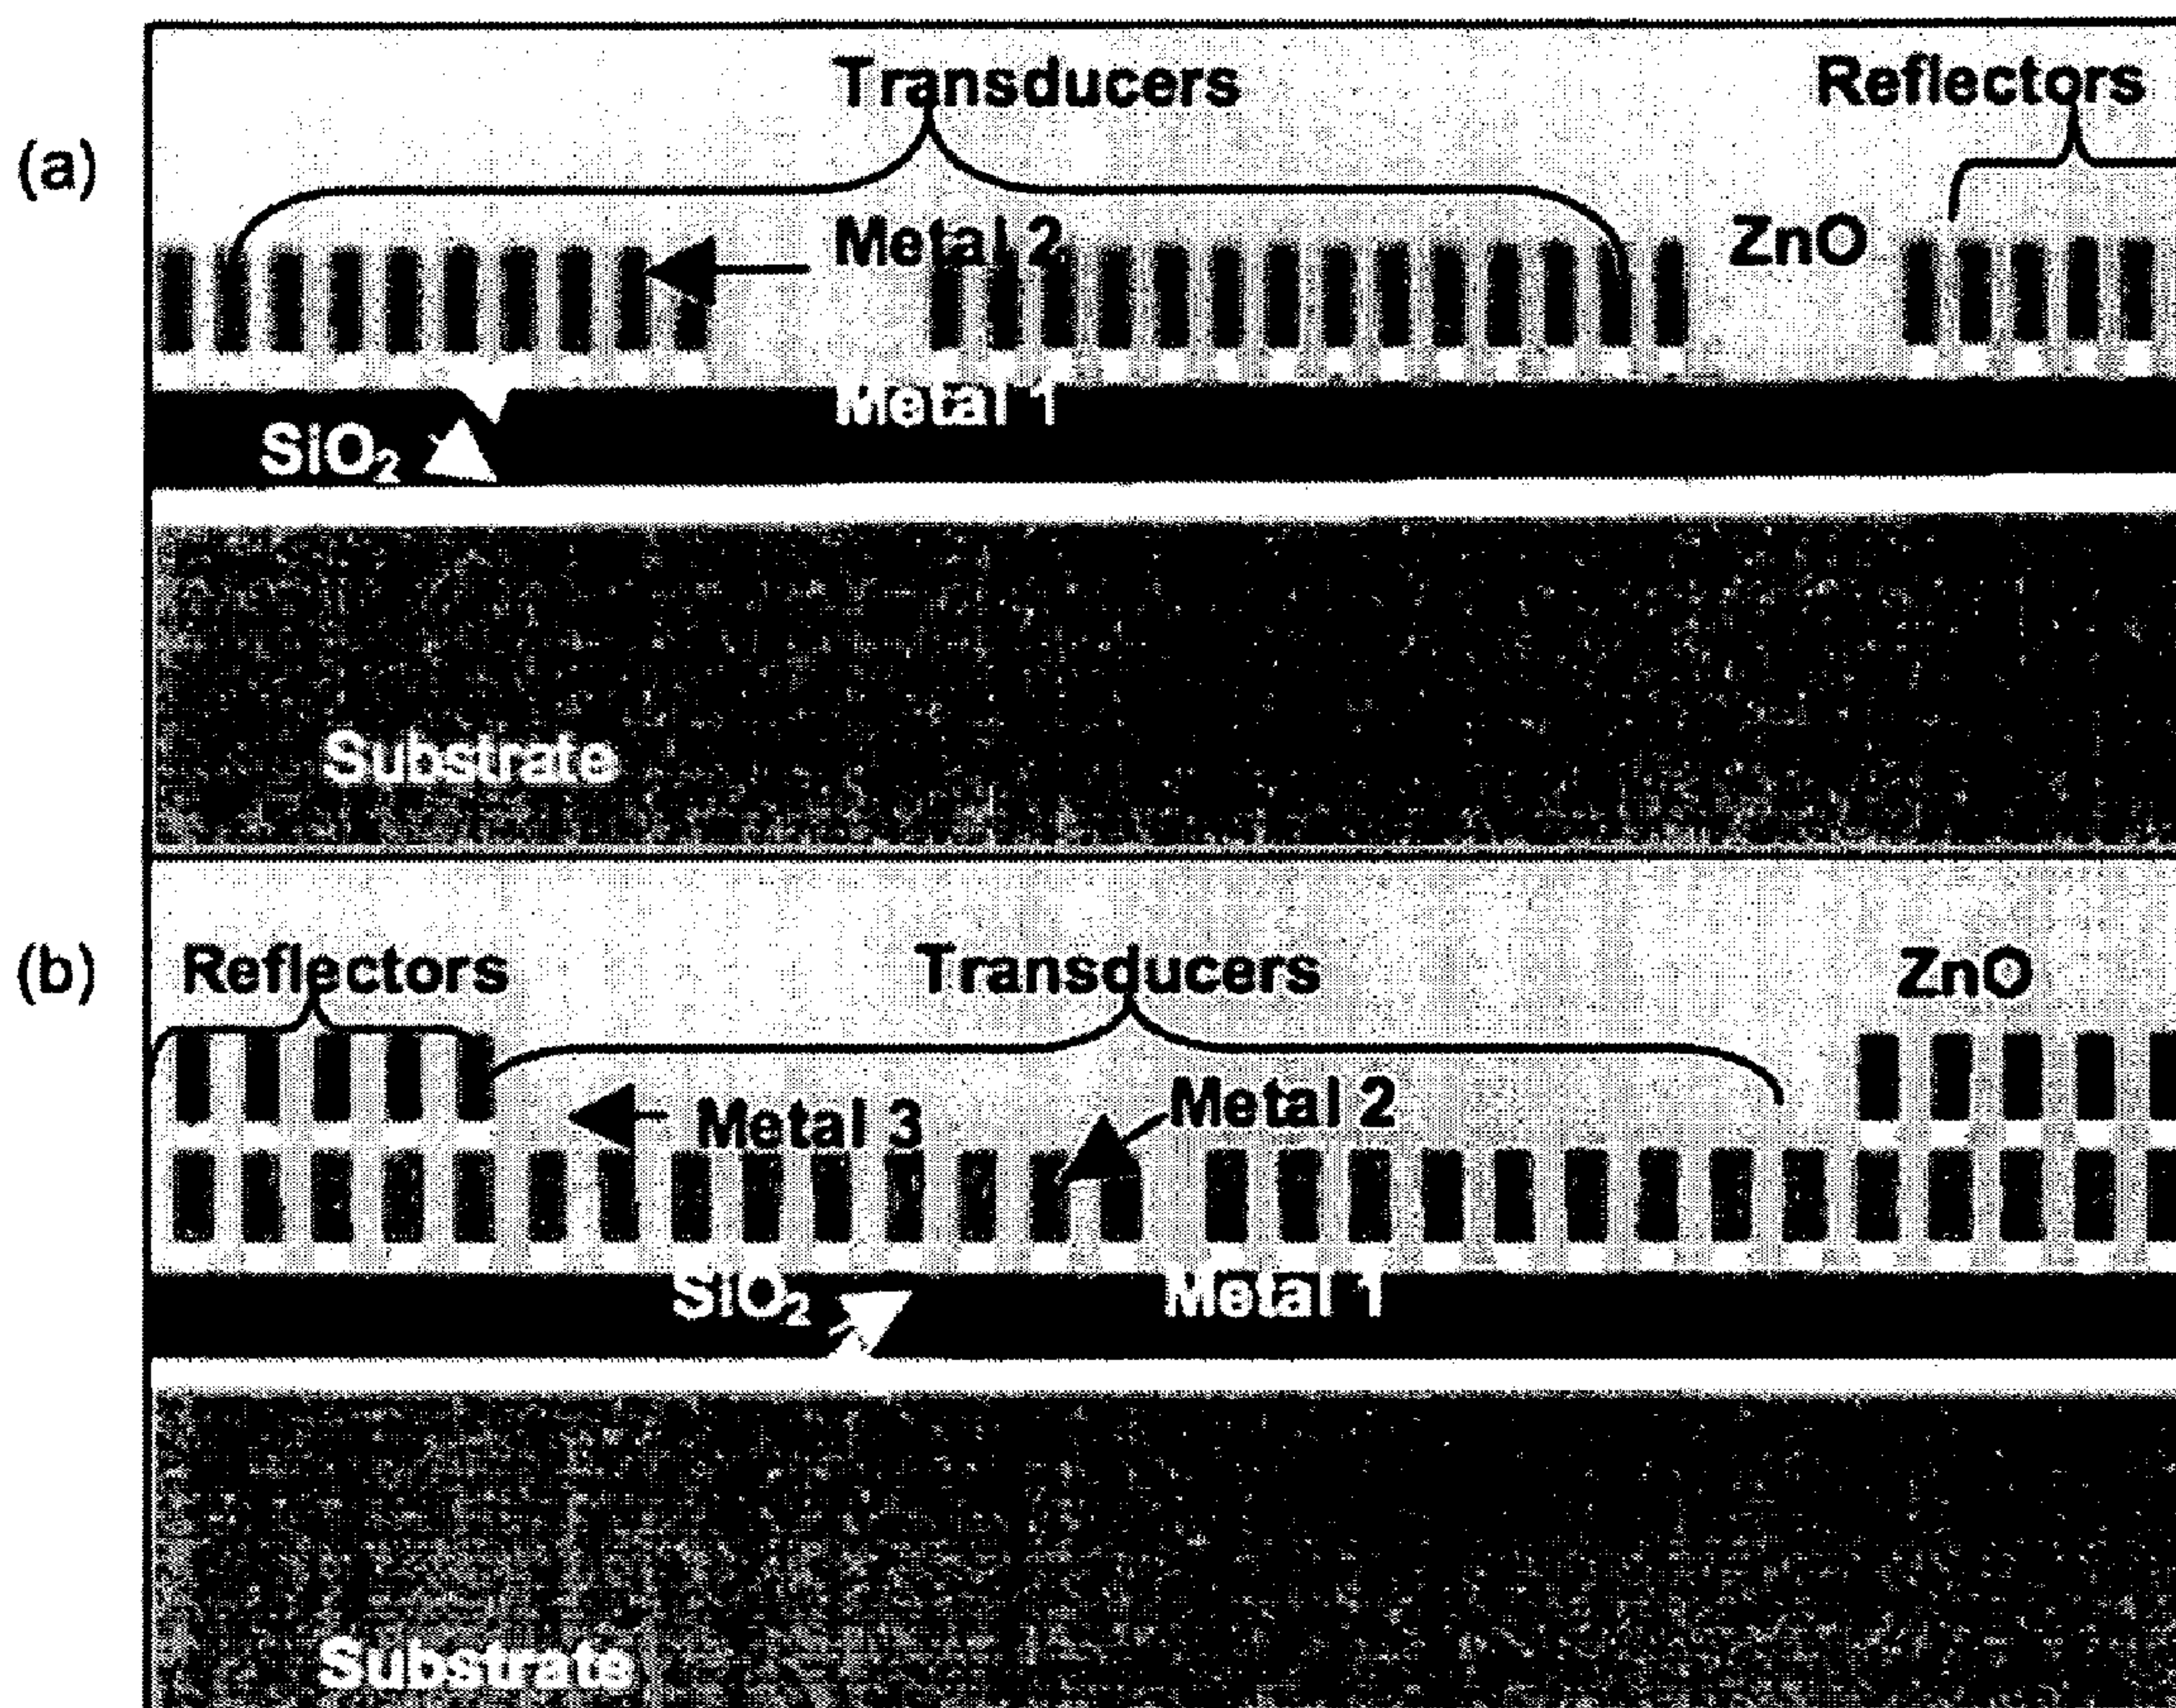 Transducers
Reflectors
(a)
Metal 2
ZnO
Metal 1
SiO₂
Substrate
(b)
Reflectors
Transducers
ZnO
Metal 3
Metal 2
SiO₂
Metal 1
Substrate